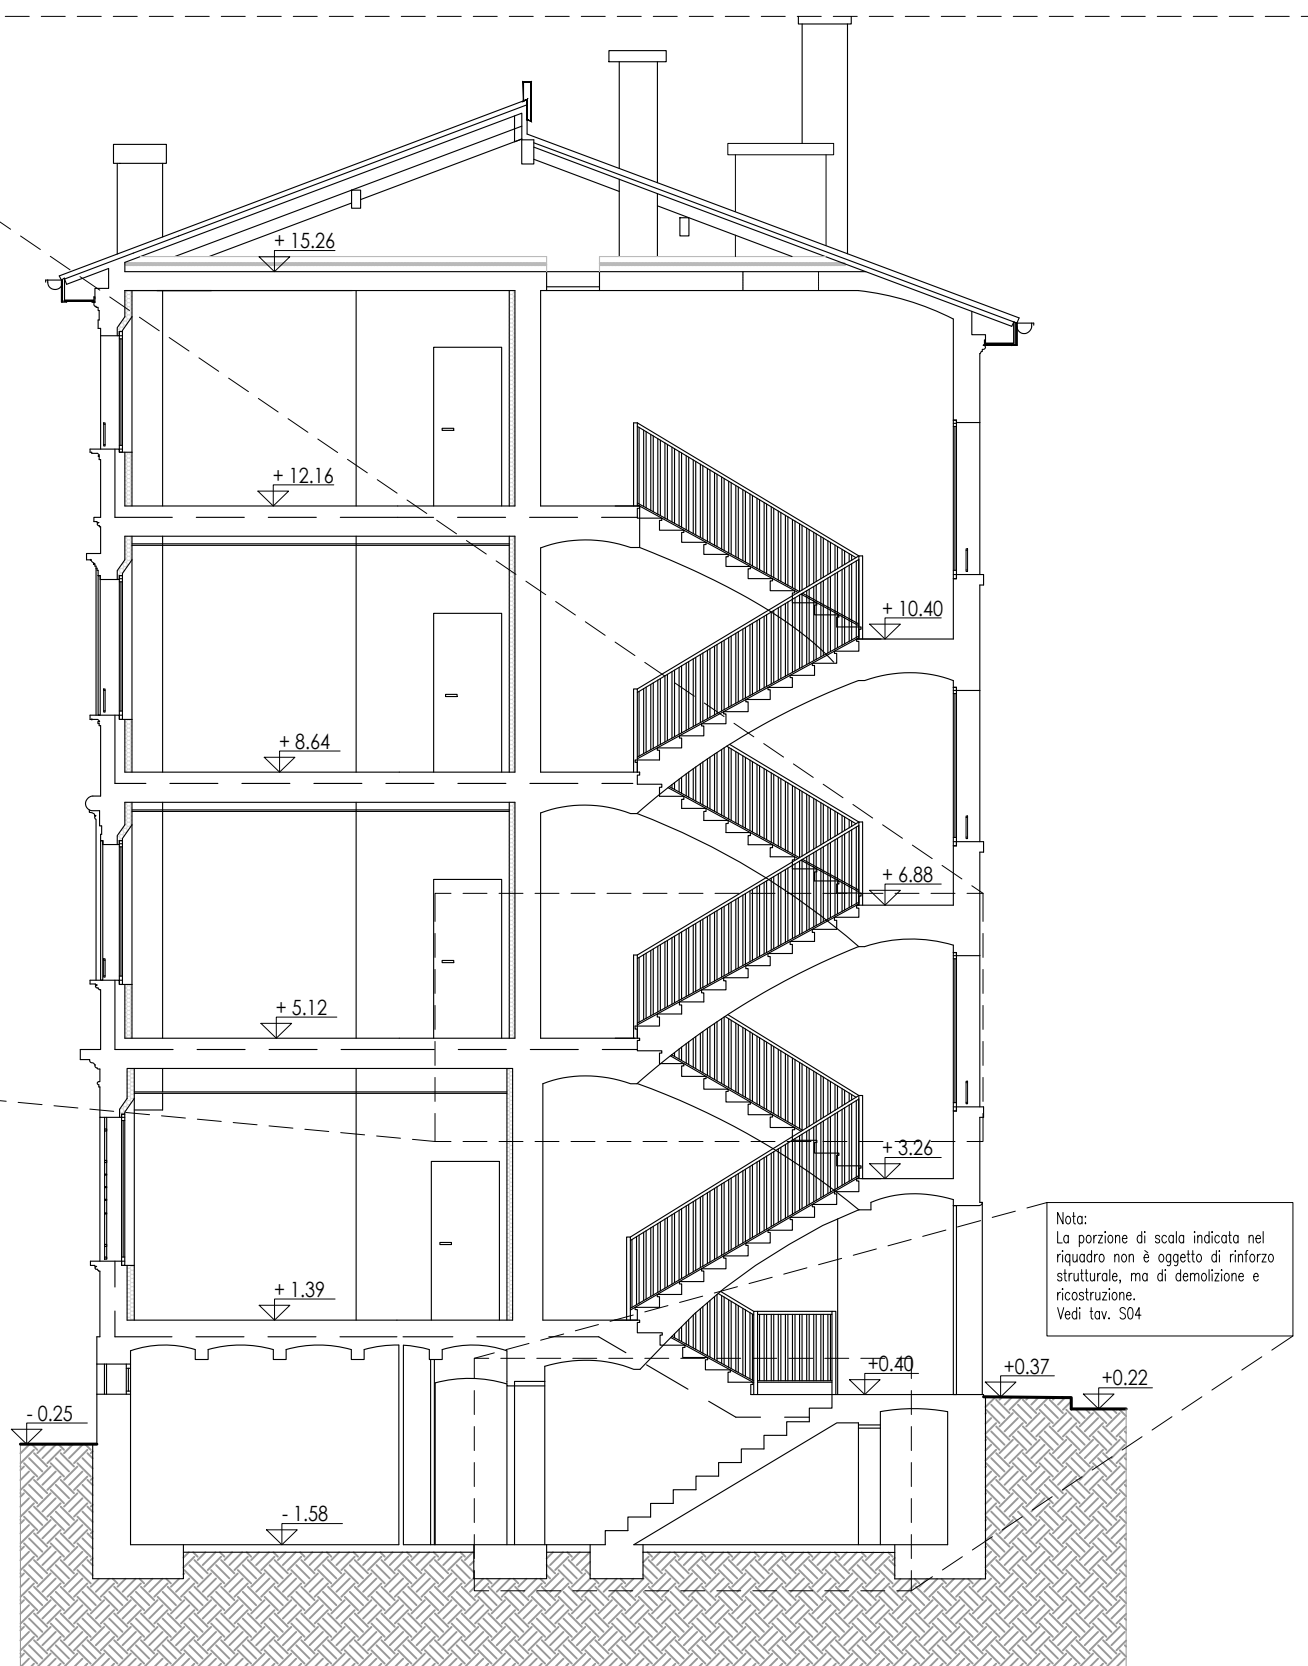 + 15.26
+ 12.16
+ 10.40
+ 8.64
+ 6.88
+ 5.12
+ 3.26
Nota:
La porzione di scala indicata nel
riquadro non è oggetto di rinforzo
strutturale, ma di demolizione e
ricostruzione.
Vedi tav. S04
+ 1.39
+0.40
+0.37
+0.22
- 0.25
- 1.58